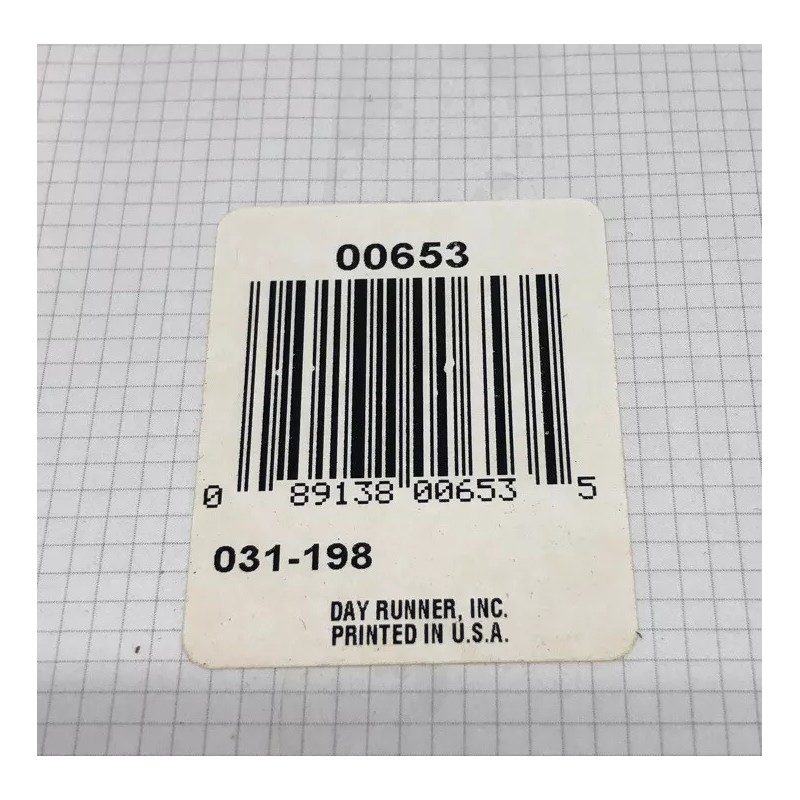 00653
0 89138 00653 5
031-198
DAY RUNNER, INC.
PRINTED IN U.S.A.